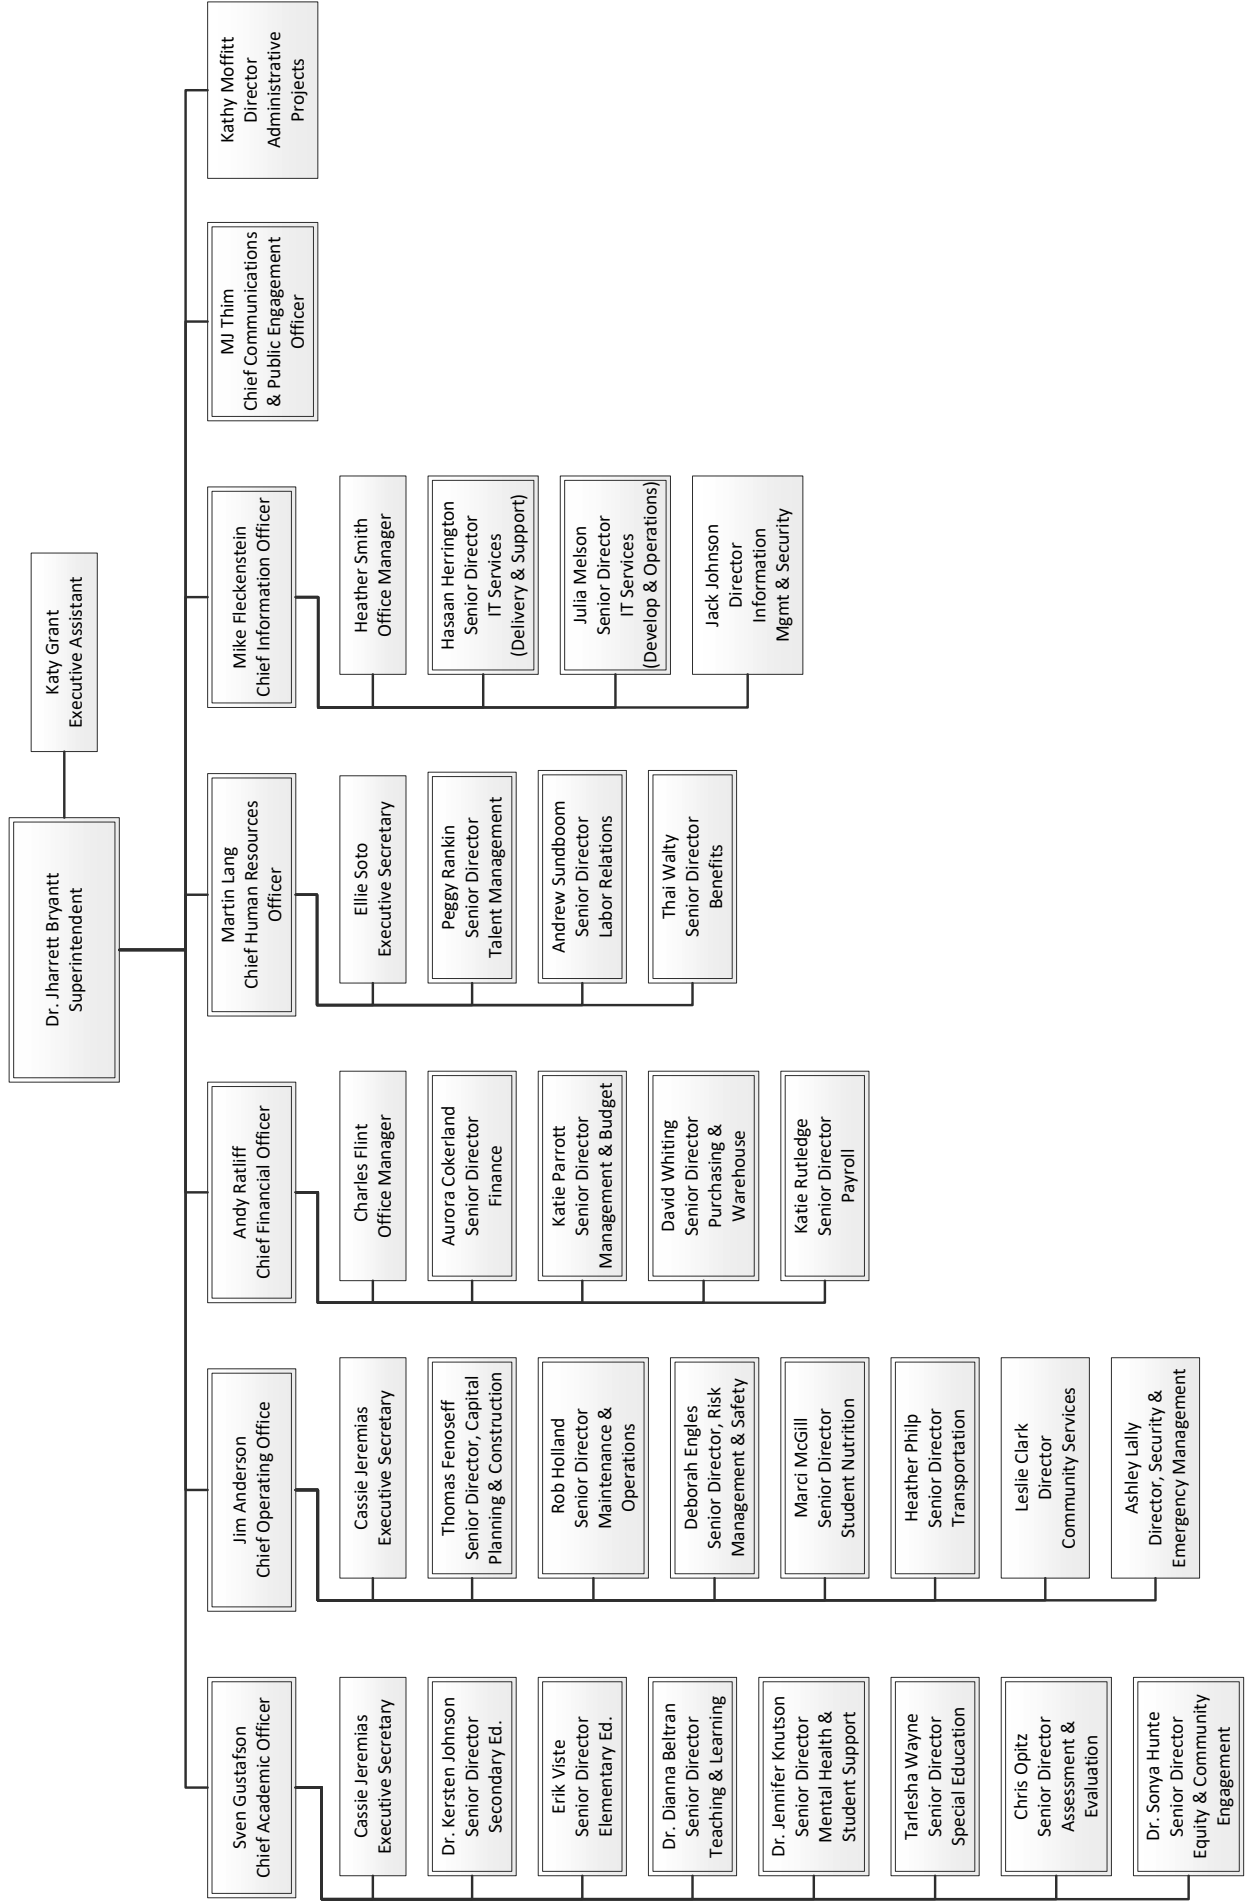 Dr. Jharrett Bryantt
Superintendent
Katy Grant
Executive Assistant
Sven Gustafson
Chief Academic Officer
Cassie Jeremias
Executive Secretary
Dr. Kersten Johnson
Senior Director
Secondary Ed.
Erik Viste
Senior Director
Elementary Ed.
Dr. Dianna Beltran
Senior Director
Teaching & Learning
Dr. Jennifer Knutson
Senior Director
Mental Health &
Student Support
Tarlesha Wayne
Senior Director
Special Education
Chris Opitz
Senior Director
Assessment &
Evaluation
Dr. Sonya Hunte
Senior Director
Equity & Community
Engagement
Jim Anderson
Chief Operating Office
Cassie Jeremias
Executive Secretary
Thomas Fenoseff
Senior Director, Capital
Planning & Construction
Rob Holland
Senior Director
Maintenance &
Operations
Deborah Engles
Senior Director, Risk
Management & Safety
Marci McGill
Senior Director
Student Nutrition
Heather Philp
Senior Director
Transportation
Leslie Clark
Director
Community Services
Ashley Lally
Director, Security &
Emergency Management
Andy Ratliff
Chief Financial Officer
Charles Flint
Office Manager
Aurora Cokerland
Senior Director
Finance
Katie Parrott
Senior Director
Management & Budget
David Whiting
Senior Director
Purchasing &
Warehouse
Katie Rutledge
Senior Director
Payroll
Martin Lang
Chief Human Resources
Officer
Ellie Soto
Executive Secretary
Peggy Rankin
Senior Director
Talent Management
Andrew Sundboom
Senior Director
Labor Relations
Thai Walty
Senior Director
Benefits
Mike Fleckenstein
Chief Information Officer
Heather Smith
Office Manager
Hasaan Herrington
Senior Director
IT Services
(Delivery & Support)
Julia Melson
Senior Director
IT Services
(Develop & Operations)
Jack Johnson
Director
Information
Mgmt & Security
MJ Thim
Chief Communications
& Public Engagement
Officer
Kathy Moffitt
Director
Administrative
Projects